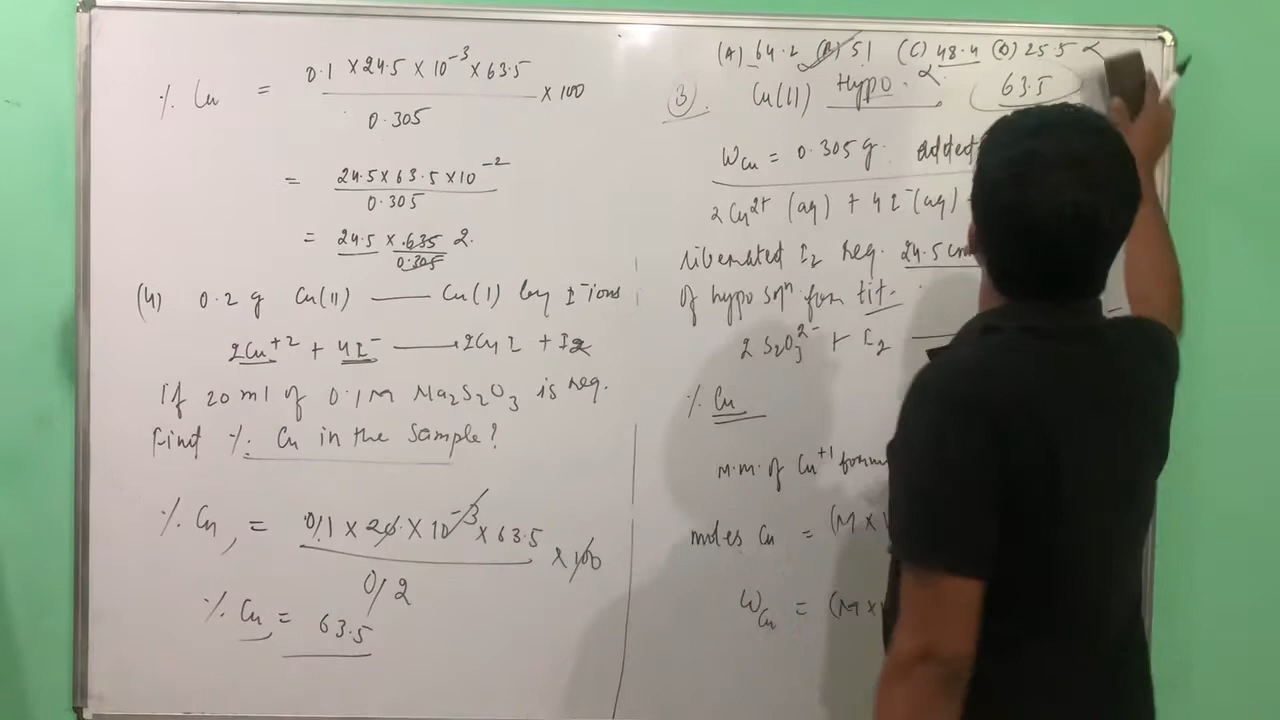 % Cu = 0.1 × 24.5 × 10⁻³ × 63.5 / 0.305 × 100
= 24.5 × 63.5 × 10⁻² / 0.305
= 24.5 × .635 / 0.305 2.
(4) 0.2 g Cu(II) —— Cu(I) by I⁻ ions
2Cu⁺² + 4I⁻ ——→ 2CuI + I2
If 20 ml of 0.1 M Na2S2O3 is req.
Find % Cu in the sample?
% Cu, = 0.1 × 20 × 10⁻³ × 63.5 / 0.2 × 100
% Cu = 63.5
(A) 64.2 (B) 51 (C) 48.4 (D) 25.5
(3). Cu(II) Hypo 63.5
WCu = 0.305 g. added
2Cu²⁺ (aq) + 4I⁻ (aq) +
liberated I2 req. 24.5
of hypo solⁿ for tit.
2 S2O3²⁻ + I2 ——
% Cu
M.M. of Cu⁺¹
moles Cu = (M ×
WCu = (M ×